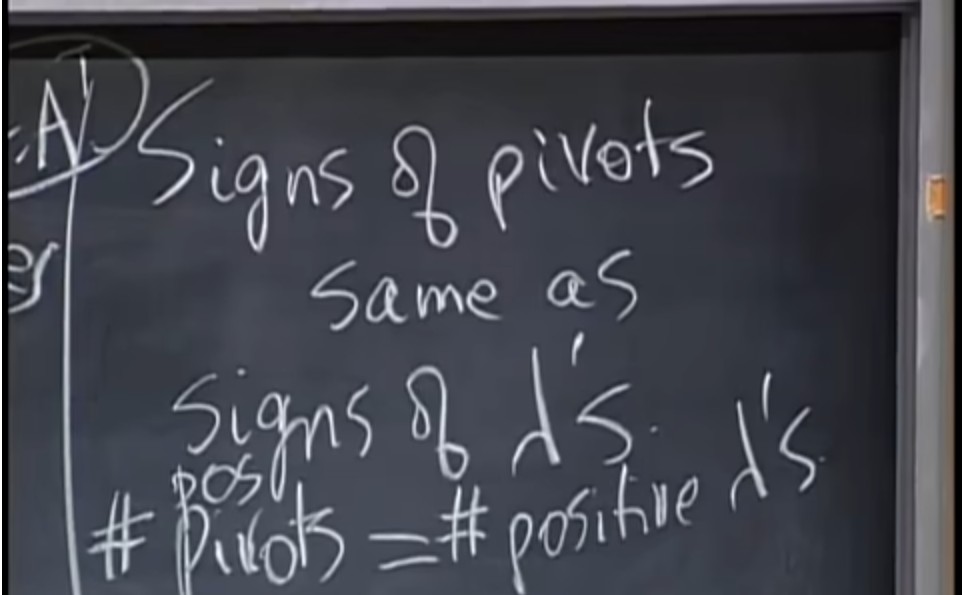 =A^T
Signs of pivots
same as
signs of λ's.
pos
# pivots = # positive λ's.